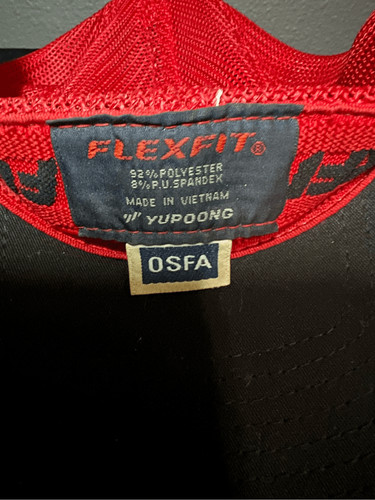 FLEXFIT®
92%POLYESTER
8%P.U.SPANDEX
MADE IN VIETNAM
YUPOONG
OSFA